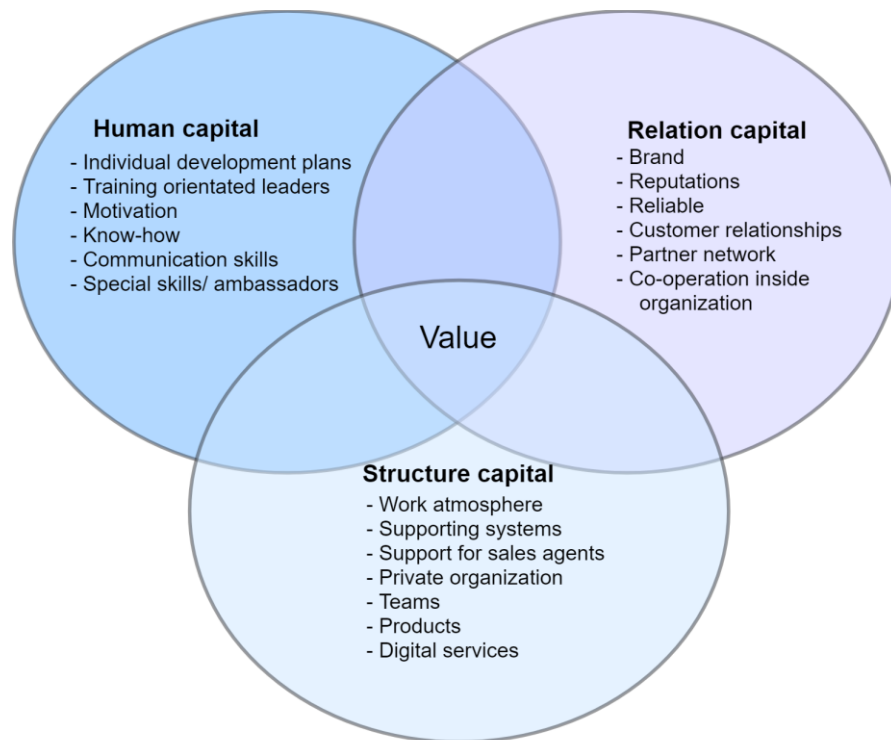 Human capital
- Individual development plans
- Training orientated leaders
- Motivation
- Know-how
- Communication skills
- Special skills/ ambassadors
Relation capital
- Brand
- Reputations
- Reliable
- Customer relationships
- Partner network
- Co-operation inside
organization
Value
Structure capital
- Work atmosphere
- Supporting systems
- Support for sales agents
- Private organization
- Teams
- Products
- Digital services